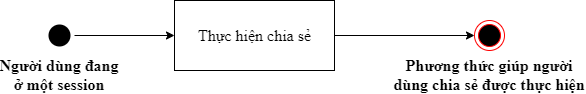 Thực hiện chia sẻ
Người dùng đang
ở một session
Phương thức giúp người
dùng chia sẻ được thực hiện